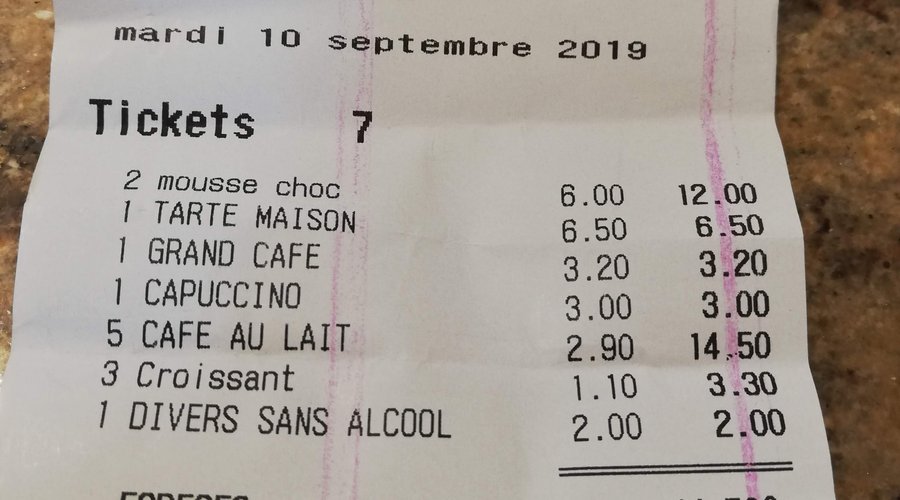 mardi 10 septembre 2019
Tickets 7
2 mousse choc 6.00 12.00
1 TARTE MAISON 6.50 6.50
1 GRAND CAFE 3.20 3.20
1 CAPUCCINO 3.00 3.00
5 CAFE AU LAIT 2.90 14.50
3 Croissant 1.10 3.30
1 DIVERS SANS ALCOOL 2.00 2.00